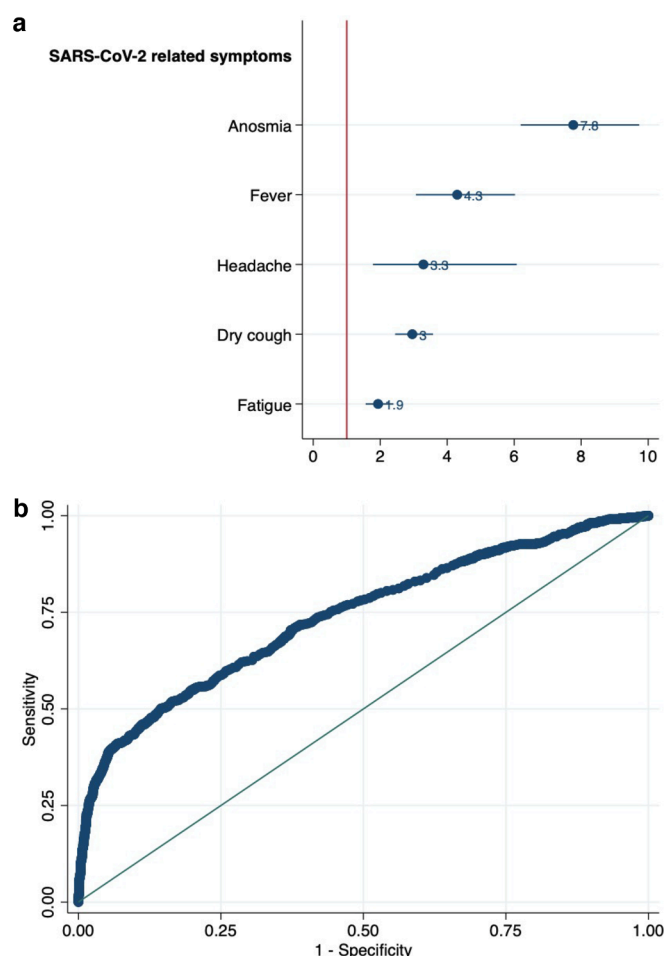 a
SARS-CoV-2 related symptoms
Anosmia
7.8
Fever
4.3
Headache
3.3
Dry cough
3
Fatigue
1.9
0 2 4 6 8 10
b
1.00
0.75
0.50
0.25
0.00
Sensitivity
0.00 0.25 0.50 0.75 1.00
1 - Specificity